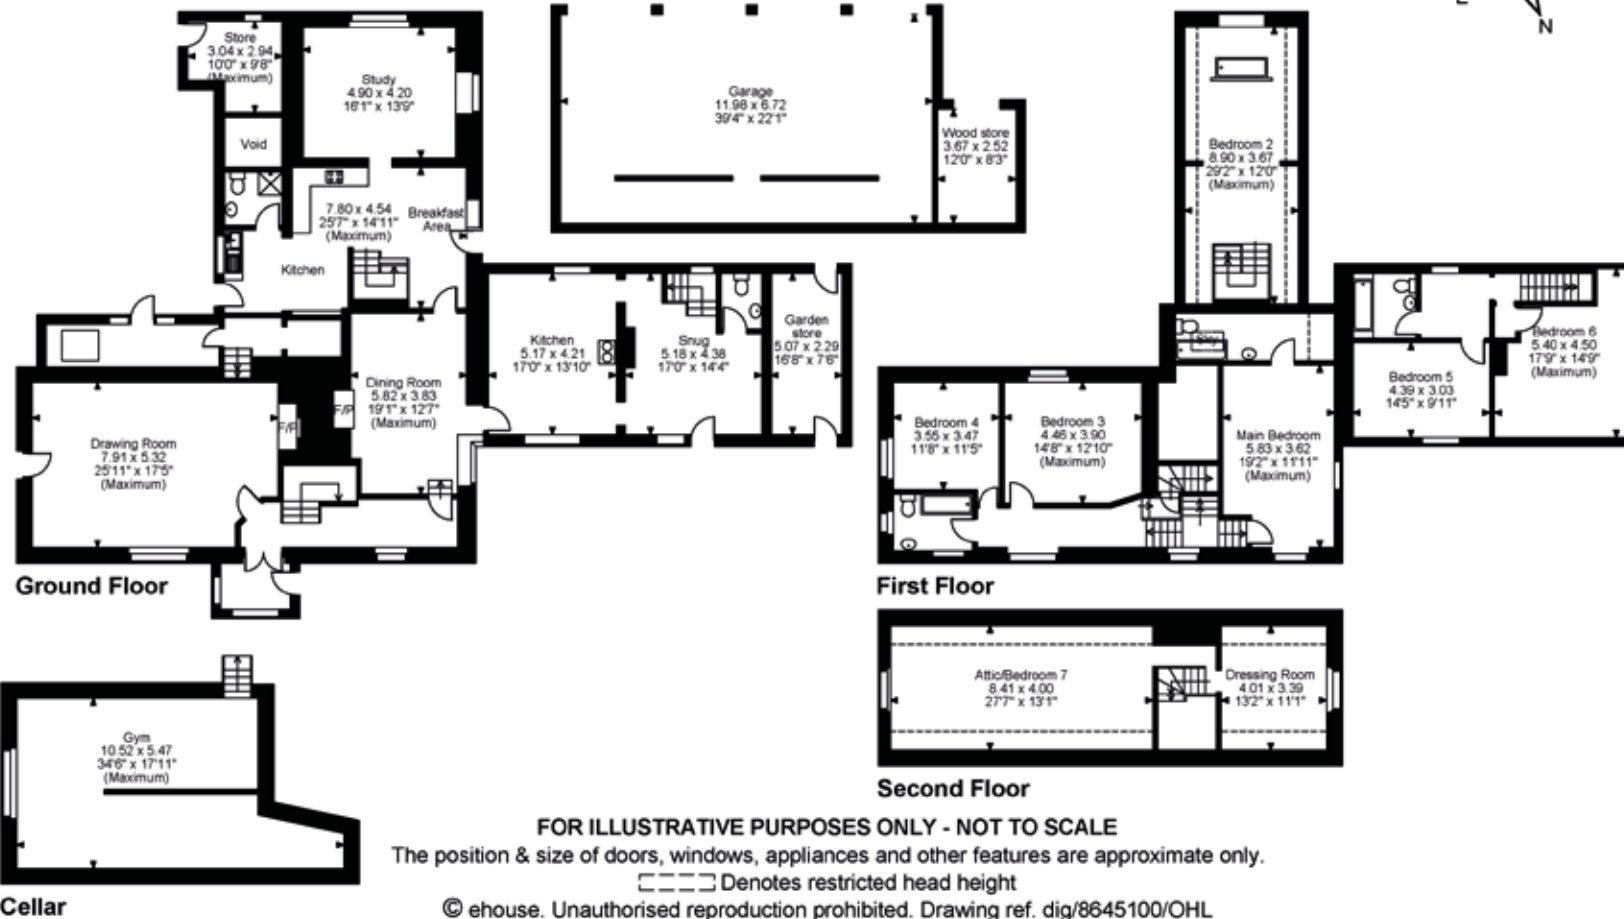 N
Store
3.04 x 2.94
10'0" x 9'8"
(Maximum)
Study
4.90 x 4.20
16'1" x 13'9"
Void
7.80 x 4.54
25'7" x 14'11"
(Maximum)
Breakfast
Area
Kitchen
Garage
11.98 x 6.72
39'4" x 22'1"
Wood store
3.67 x 2.52
12'0" x 8'3"
Kitchen
5.17 x 4.21
17'0" x 13'10"
Snug
5.18 x 4.38
17'0" x 14'4"
Garden
store
5.07 x 2.29
16'8" x 7'6"
Dining Room
5.82 x 3.83
19'1" x 12'7"
(Maximum)
F/P
F/P
Drawing Room
7.91 x 5.32
25'11" x 17'5"
(Maximum)
Ground Floor
Bedroom 2
8.90 x 3.67
29'2" x 12'0"
(Maximum)
Bedroom 6
5.40 x 4.50
17'9" x 14'9"
(Maximum)
Bedroom 5
4.39 x 3.03
14'5" x 9'11"
Sky
Bedroom 4
3.55 x 3.47
11'8" x 11'5"
Bedroom 3
4.46 x 3.90
14'8" x 12'10"
(Maximum)
Main Bedroom
5.83 x 3.62
19'2" x 11'11"
(Maximum)
First Floor
Attic/Bedroom 7
8.41 x 4.00
27'7" x 13'1"
Dressing Room
4.01 x 3.39
13'2" x 11'1"
Second Floor
Gym
10.52 x 5.47
34'6" x 17'11"
(Maximum)
Cellar
FOR ILLUSTRATIVE PURPOSES ONLY - NOT TO SCALE
The position & size of doors, windows, appliances and other features are approximate only.
Denotes restricted head height
© ehouse. Unauthorised reproduction prohibited. Drawing ref. dig/8645100/OHL